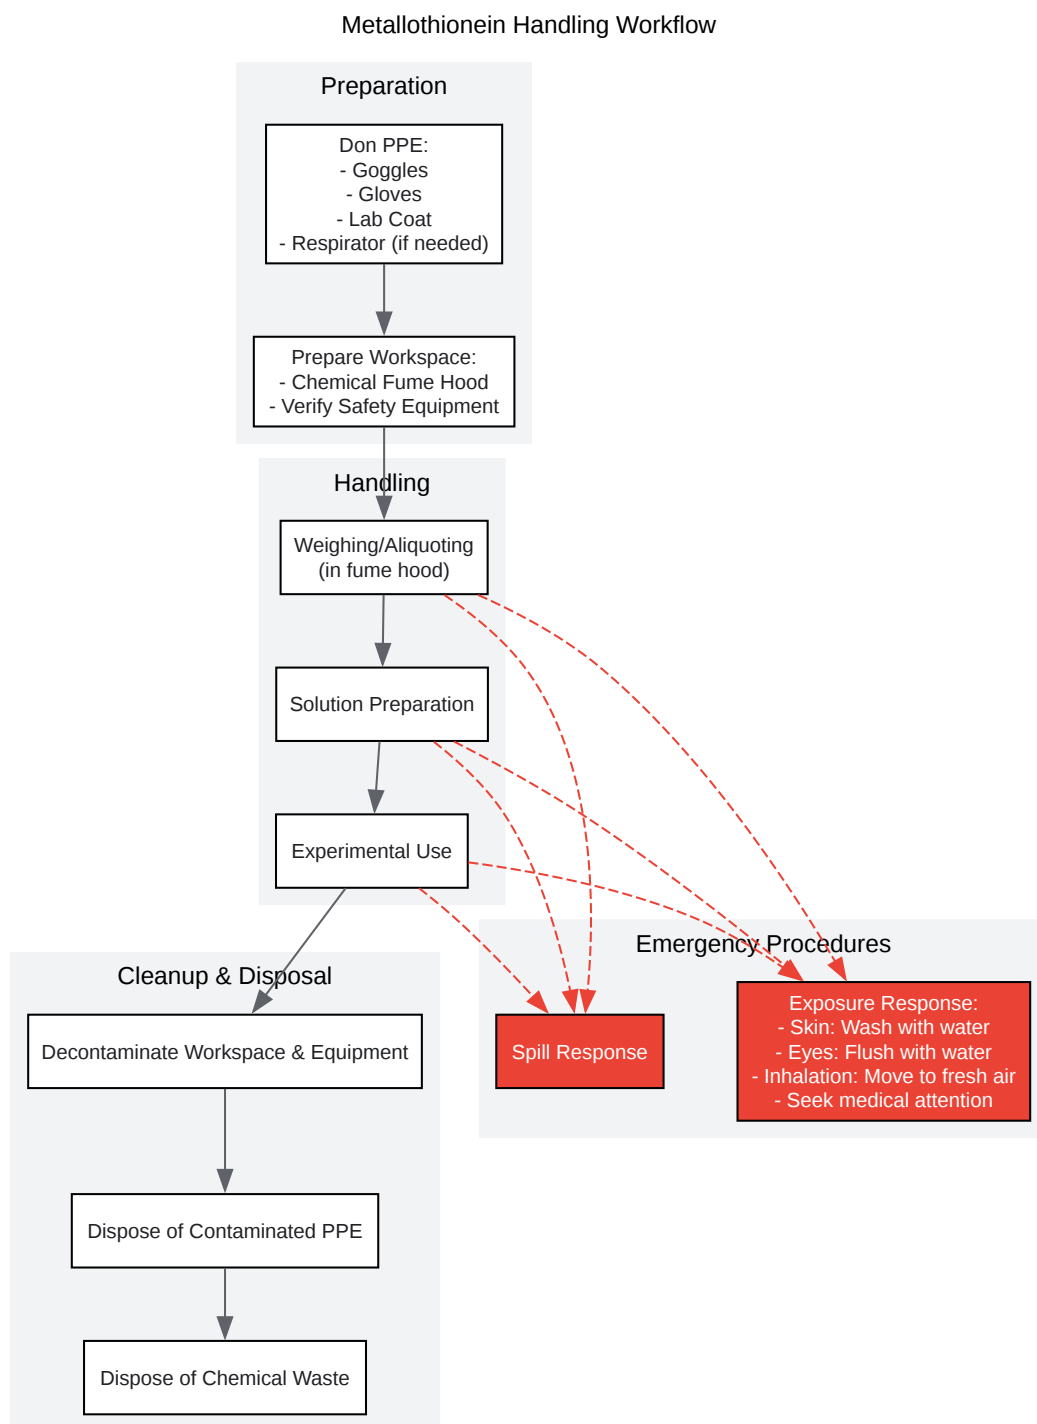 Metallothionein Handling Workflow
Preparation
Don PPE:
- Goggles
- Gloves
- Lab Coat
- Respirator (if needed)
Prepare Workspace:
- Chemical Fume Hood
- Verify Safety Equipment
Handling
Weighing/Aliquoting
(in fume hood)
Solution Preparation
Experimental Use
Cleanup & Disposal
Decontaminate Workspace & Equipment
Dispose of Contaminated PPE
Dispose of Chemical Waste
Emergency Procedures
Spill Response
Exposure Response:
- Skin: Wash with water
- Eyes: Flush with water
- Inhalation: Move to fresh air
- Seek medical attention